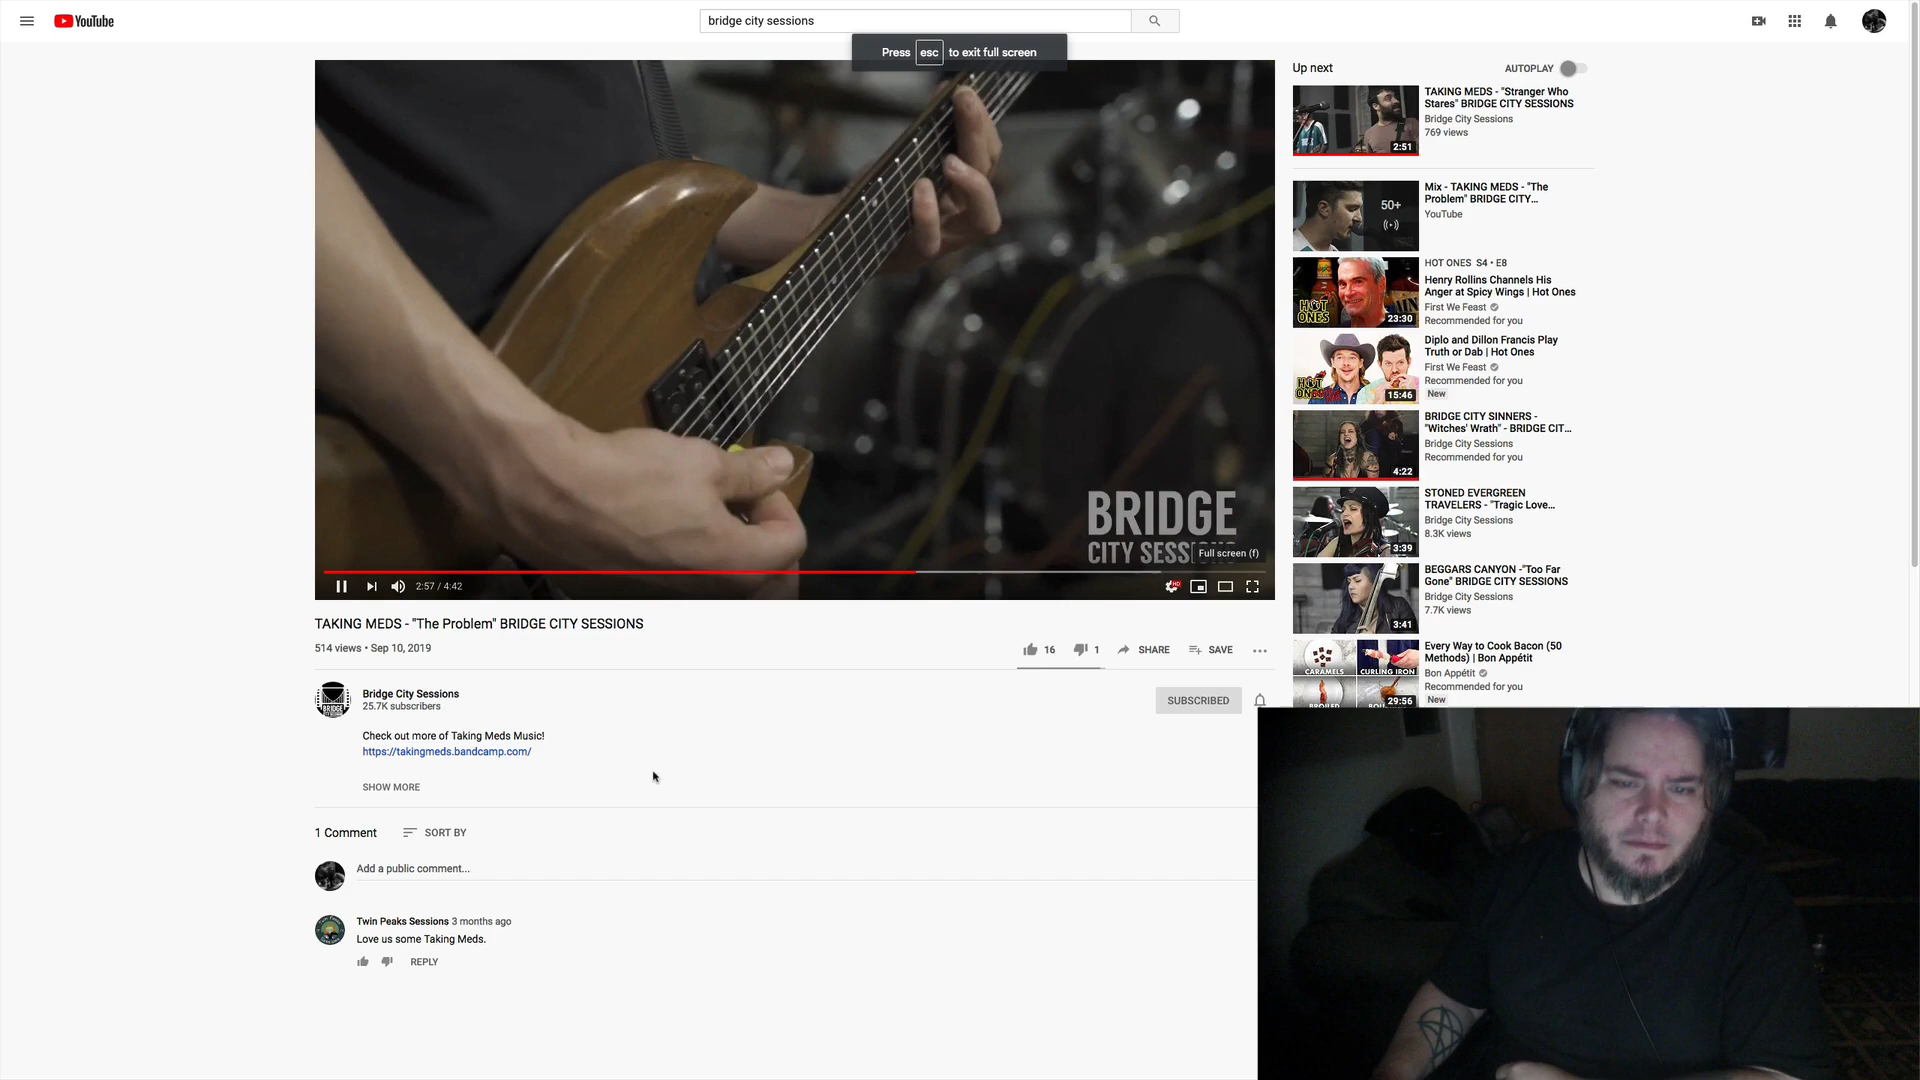 YouTube
bridge city sessions
Press esc to exit full screen
BRIDGE
CITY SESS
Full screen (f)
2:57 / 4:42
HD
TAKING MEDS - "The Problem" BRIDGE CITY SESSIONS
514 views • Sep 10, 2019
16
1
SHARE
SAVE
BRIDGE
Bridge City Sessions
25.7K subscribers
SUBSCRIBED
Check out more of Taking Meds Music!
https://takingmeds.bandcamp.com/
SHOW MORE
1 Comment
SORT BY
Add a public comment...
Twin Peaks Sessions 3 months ago
Love us some Taking Meds.
REPLY
Up next
AUTOPLAY
2:51
TAKING MEDS - "Stranger Who
Stares" BRIDGE CITY SESSIONS
Bridge City Sessions
769 views
50+
Mix - TAKING MEDS - "The
Problem" BRIDGE CITY...
YouTube
HOT
ONES
23:30
HOT ONES S4 • E8
Henry Rollins Channels His
Anger at Spicy Wings | Hot Ones
First We Feast
Recommended for you
HOT
ONES
15:46
Diplo and Dillon Francis Play
Truth or Dab | Hot Ones
First We Feast
Recommended for you
New
4:22
BRIDGE CITY SINNERS -
"Witches' Wrath" - BRIDGE CIT...
Bridge City Sessions
Recommended for you
3:39
STONED EVERGREEN
TRAVELERS - "Tragic Love...
Bridge City Sessions
8.3K views
3:41
BEGGARS CANYON -"Too Far
Gone" BRIDGE CITY SESSIONS
Bridge City Sessions
7.7K views
CARAMELS
CURLING IRON
29:56
Every Way to Cook Bacon (50
Methods) | Bon Appétit
Bon Appétit
Recommended for you
New